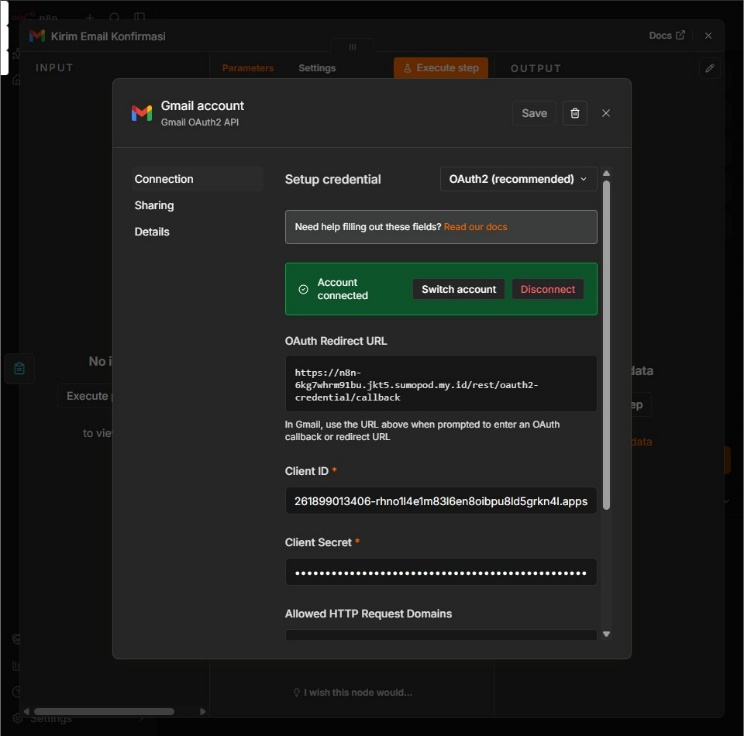 n8n
Kirim Email Konfirmasi
Docs
INPUT
Parameters
Settings
Execute step
OUTPUT
Gmail account
Gmail OAuth2 API
Save
Connection
Sharing
Details
Setup credential
OAuth2 (recommended)
Need help filling out these fields? Read our docs
Account
connected
Switch account
Disconnect
OAuth Redirect URL
https://n8n-
6kg7whrm91bu.jkt5.sumopod.my.id/rest/oauth2-
credential/callback
In Gmail, use the URL above when prompted to enter an OAuth
callback or redirect URL
Client ID *
261899013406-rhno1l4e1m83l6en8oibpu8ld5grkn4l.apps
Client Secret *
••••••••••••••••••••••••••••••••••••••••••••••••
Allowed HTTP Request Domains
No i
Execute
to vie
data
ep
data
I wish this node would...
Settings